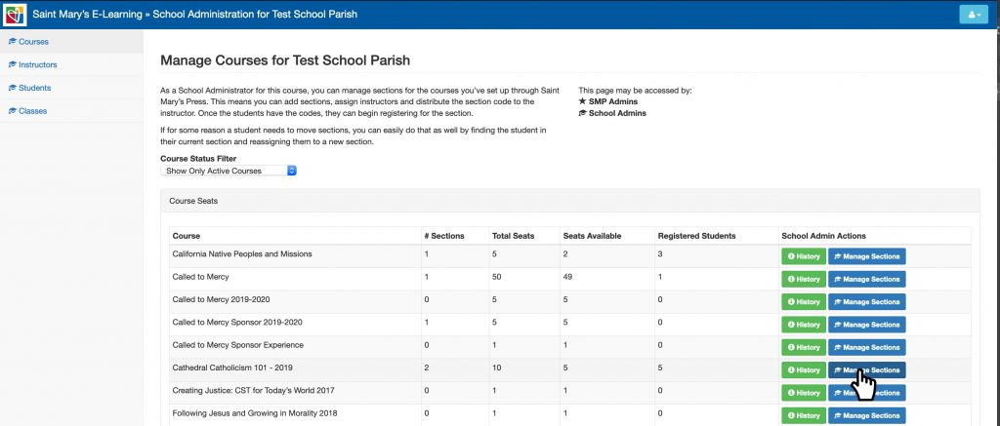 Saint Mary's E-Learning » School Administration for Test School Parish
Courses
Instructors
Students
Classes
Manage Courses for Test School Parish
As a School Administrator for this course, you can manage sections for the courses you've set up through Saint
Mary's Press. This means you can add sections, assign instructors and distribute the section code to the
instructor. Once the students have the codes, they can begin registering for the section.
If for some reason a student needs to move sections, you can easily do that as well by finding the student in
their current section and reassigning them to a new section.
This page may be accessed by:
SMP Admins
School Admins
Course Status Filter
Show Only Active Courses
Course Seats
Course # Sections Total Seats Seats Available Registered Students School Admin Actions
California Native Peoples and Missions 1 5 2 3 History Manage Sections
Called to Mercy 1 50 49 1 History Manage Sections
Called to Mercy 2019-2020 0 5 5 0 History Manage Sections
Called to Mercy Sponsor 2019-2020 1 5 5 0 History Manage Sections
Called to Mercy Sponsor Experience 0 1 1 0 History Manage Sections
Cathedral Catholicism 101 - 2019 2 10 5 5 History Manage Sections
Creating Justice: CST for Today's World 2017 0 1 1 0 History Manage Sections
Following Jesus and Growing in Morality 2018 0 1 1 0 History Manage Sections